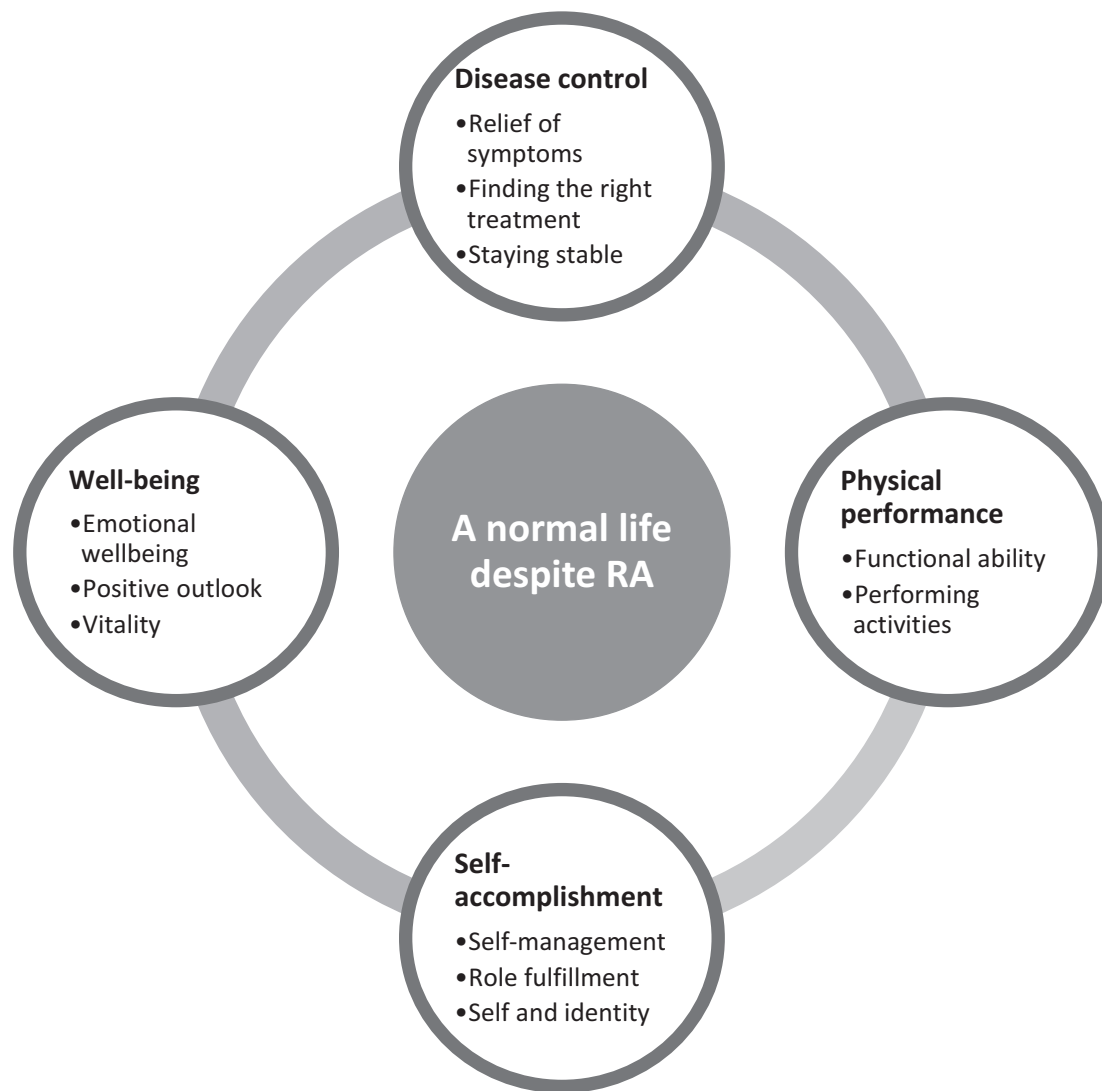 Disease control
•Relief of
symptoms
•Finding the right
treatment
•Staying stable
Well-being
•Emotional
wellbeing
•Positive outlook
•Vitality
A normal life
despite RA
Physical
performance
•Functional ability
•Performing
activities
Self-
accomplishment
•Self-management
•Role fulfillment
•Self and identity